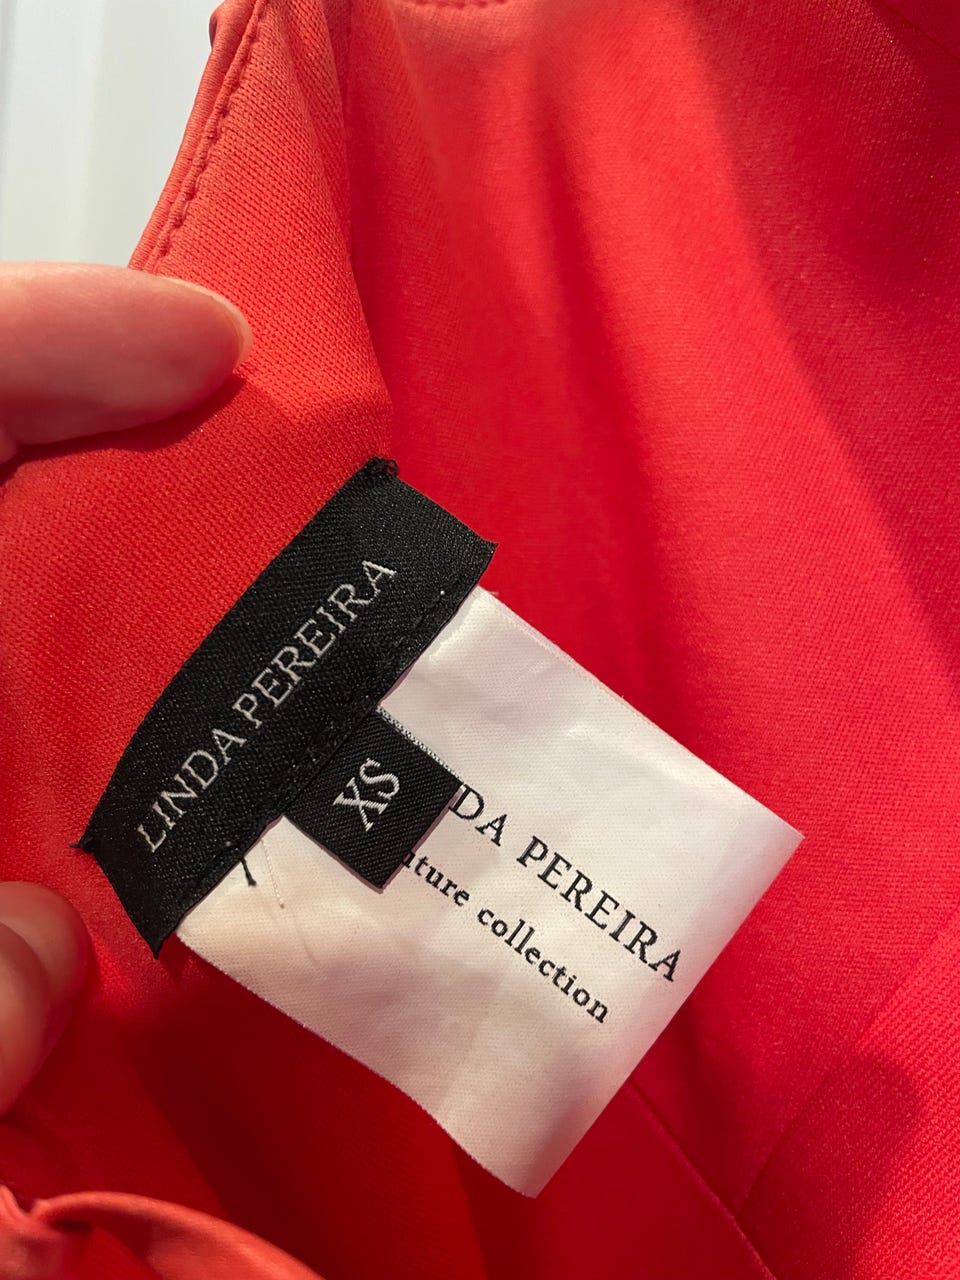 LINDA PEREIRA
XS
DA PEREIRA
ture collection